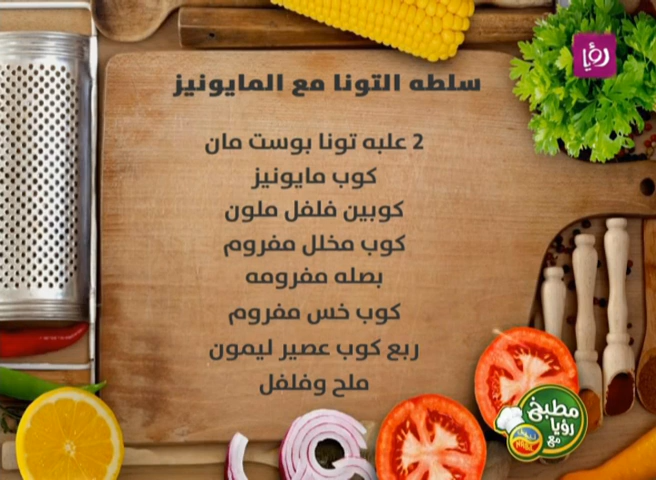 رؤيا
سلطه التونا مع المايونيز
2 علبه تونا بوست مان
كوب مايونيز
كوبين فلفل ملون
كوب مخلل مفروم
بصله مفرومه
كوب خس مفروم
ربع كوب عصير ليمون
ملح وفلفل
مطبخ
رؤيا
مع